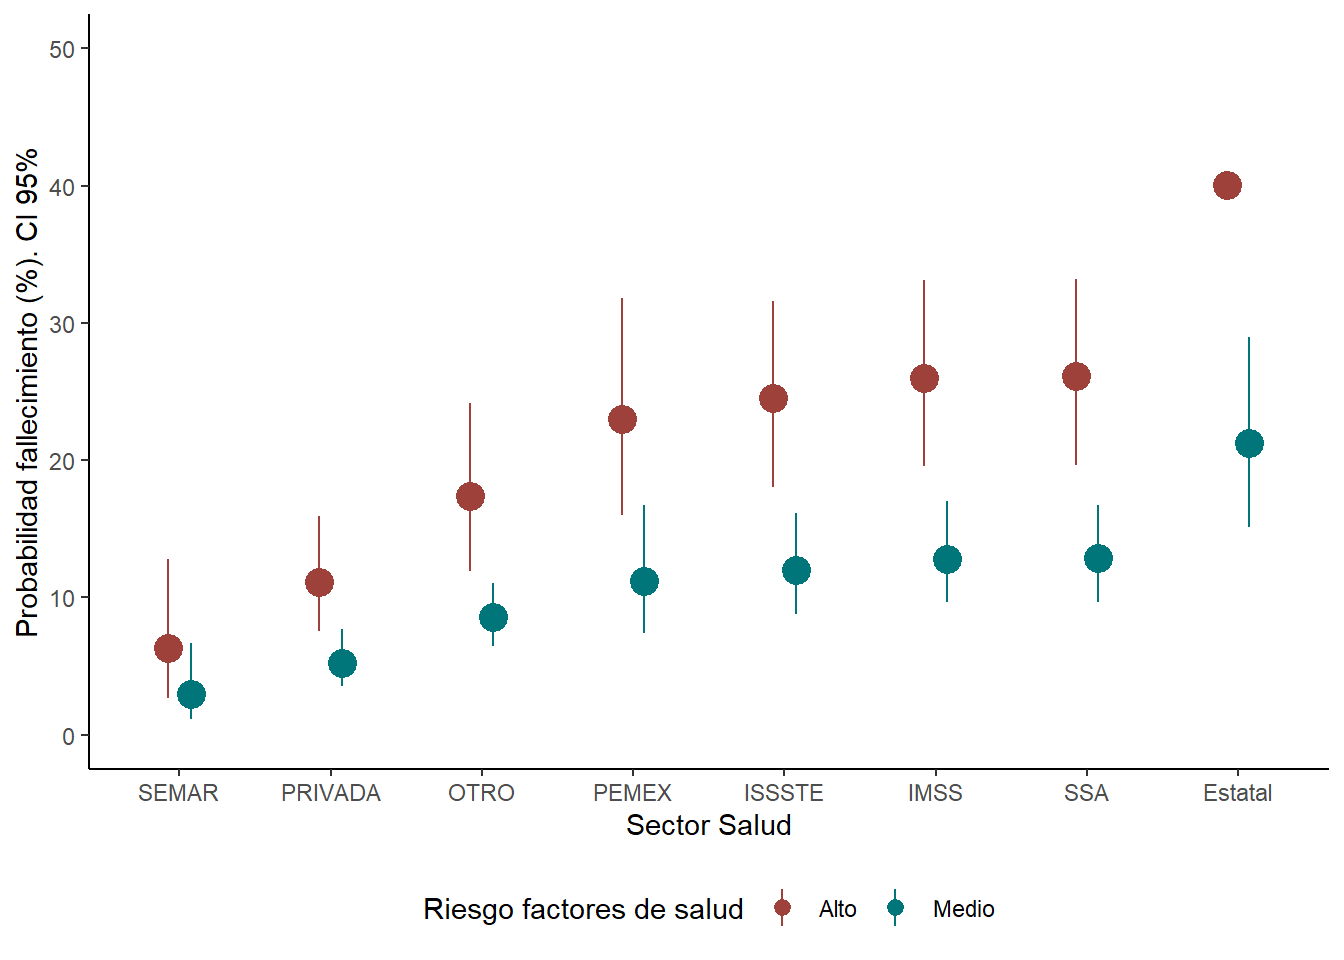 Probabilidad fallecimiento (%). CI 95%
50
40
30
20
10
0
SEMAR PRIVADA OTRO PEMEX ISSSTE IMSS SSA Estatal
Sector Salud
Riesgo factores de salud Alto Medio